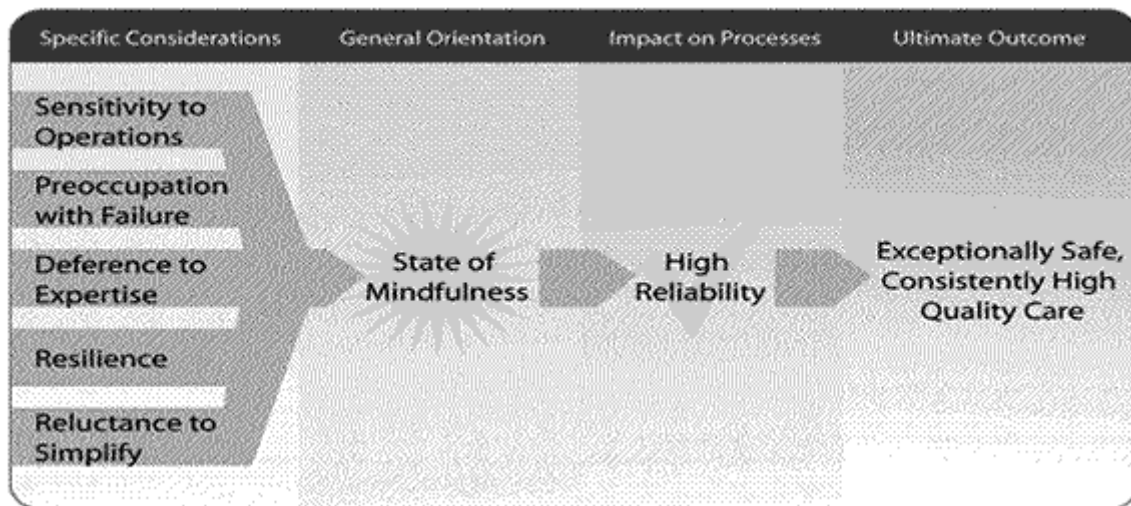 Specific Considerations
General Orientation
Impact on Processes
Ultimate Outcome
Sensitivity to
Operations
Preoccupation
with Failure
Deference to
Expertise
Resilience
Reluctance to
Simplify
State of
Mindfulness
High
Reliability
Exceptionally Safe,
Consistently High
Quality Care